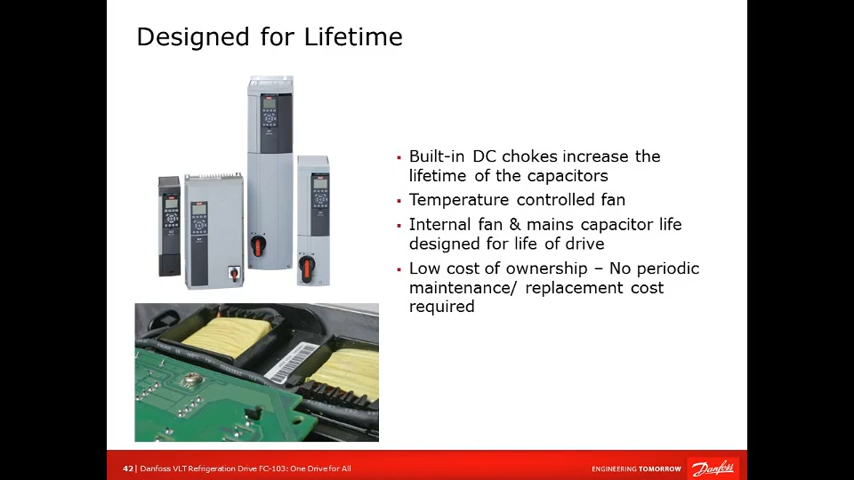 Designed for Lifetime
▪ Built-in DC chokes increase the
lifetime of the capacitors
▪ Temperature controlled fan
▪ Internal fan & mains capacitor life
designed for life of drive
▪ Low cost of ownership – No periodic
maintenance/ replacement cost
required
42 | Danfoss VLT Refrigeration Drive FC-103: One Drive for All
ENGINEERING TOMORROW
Danfoss